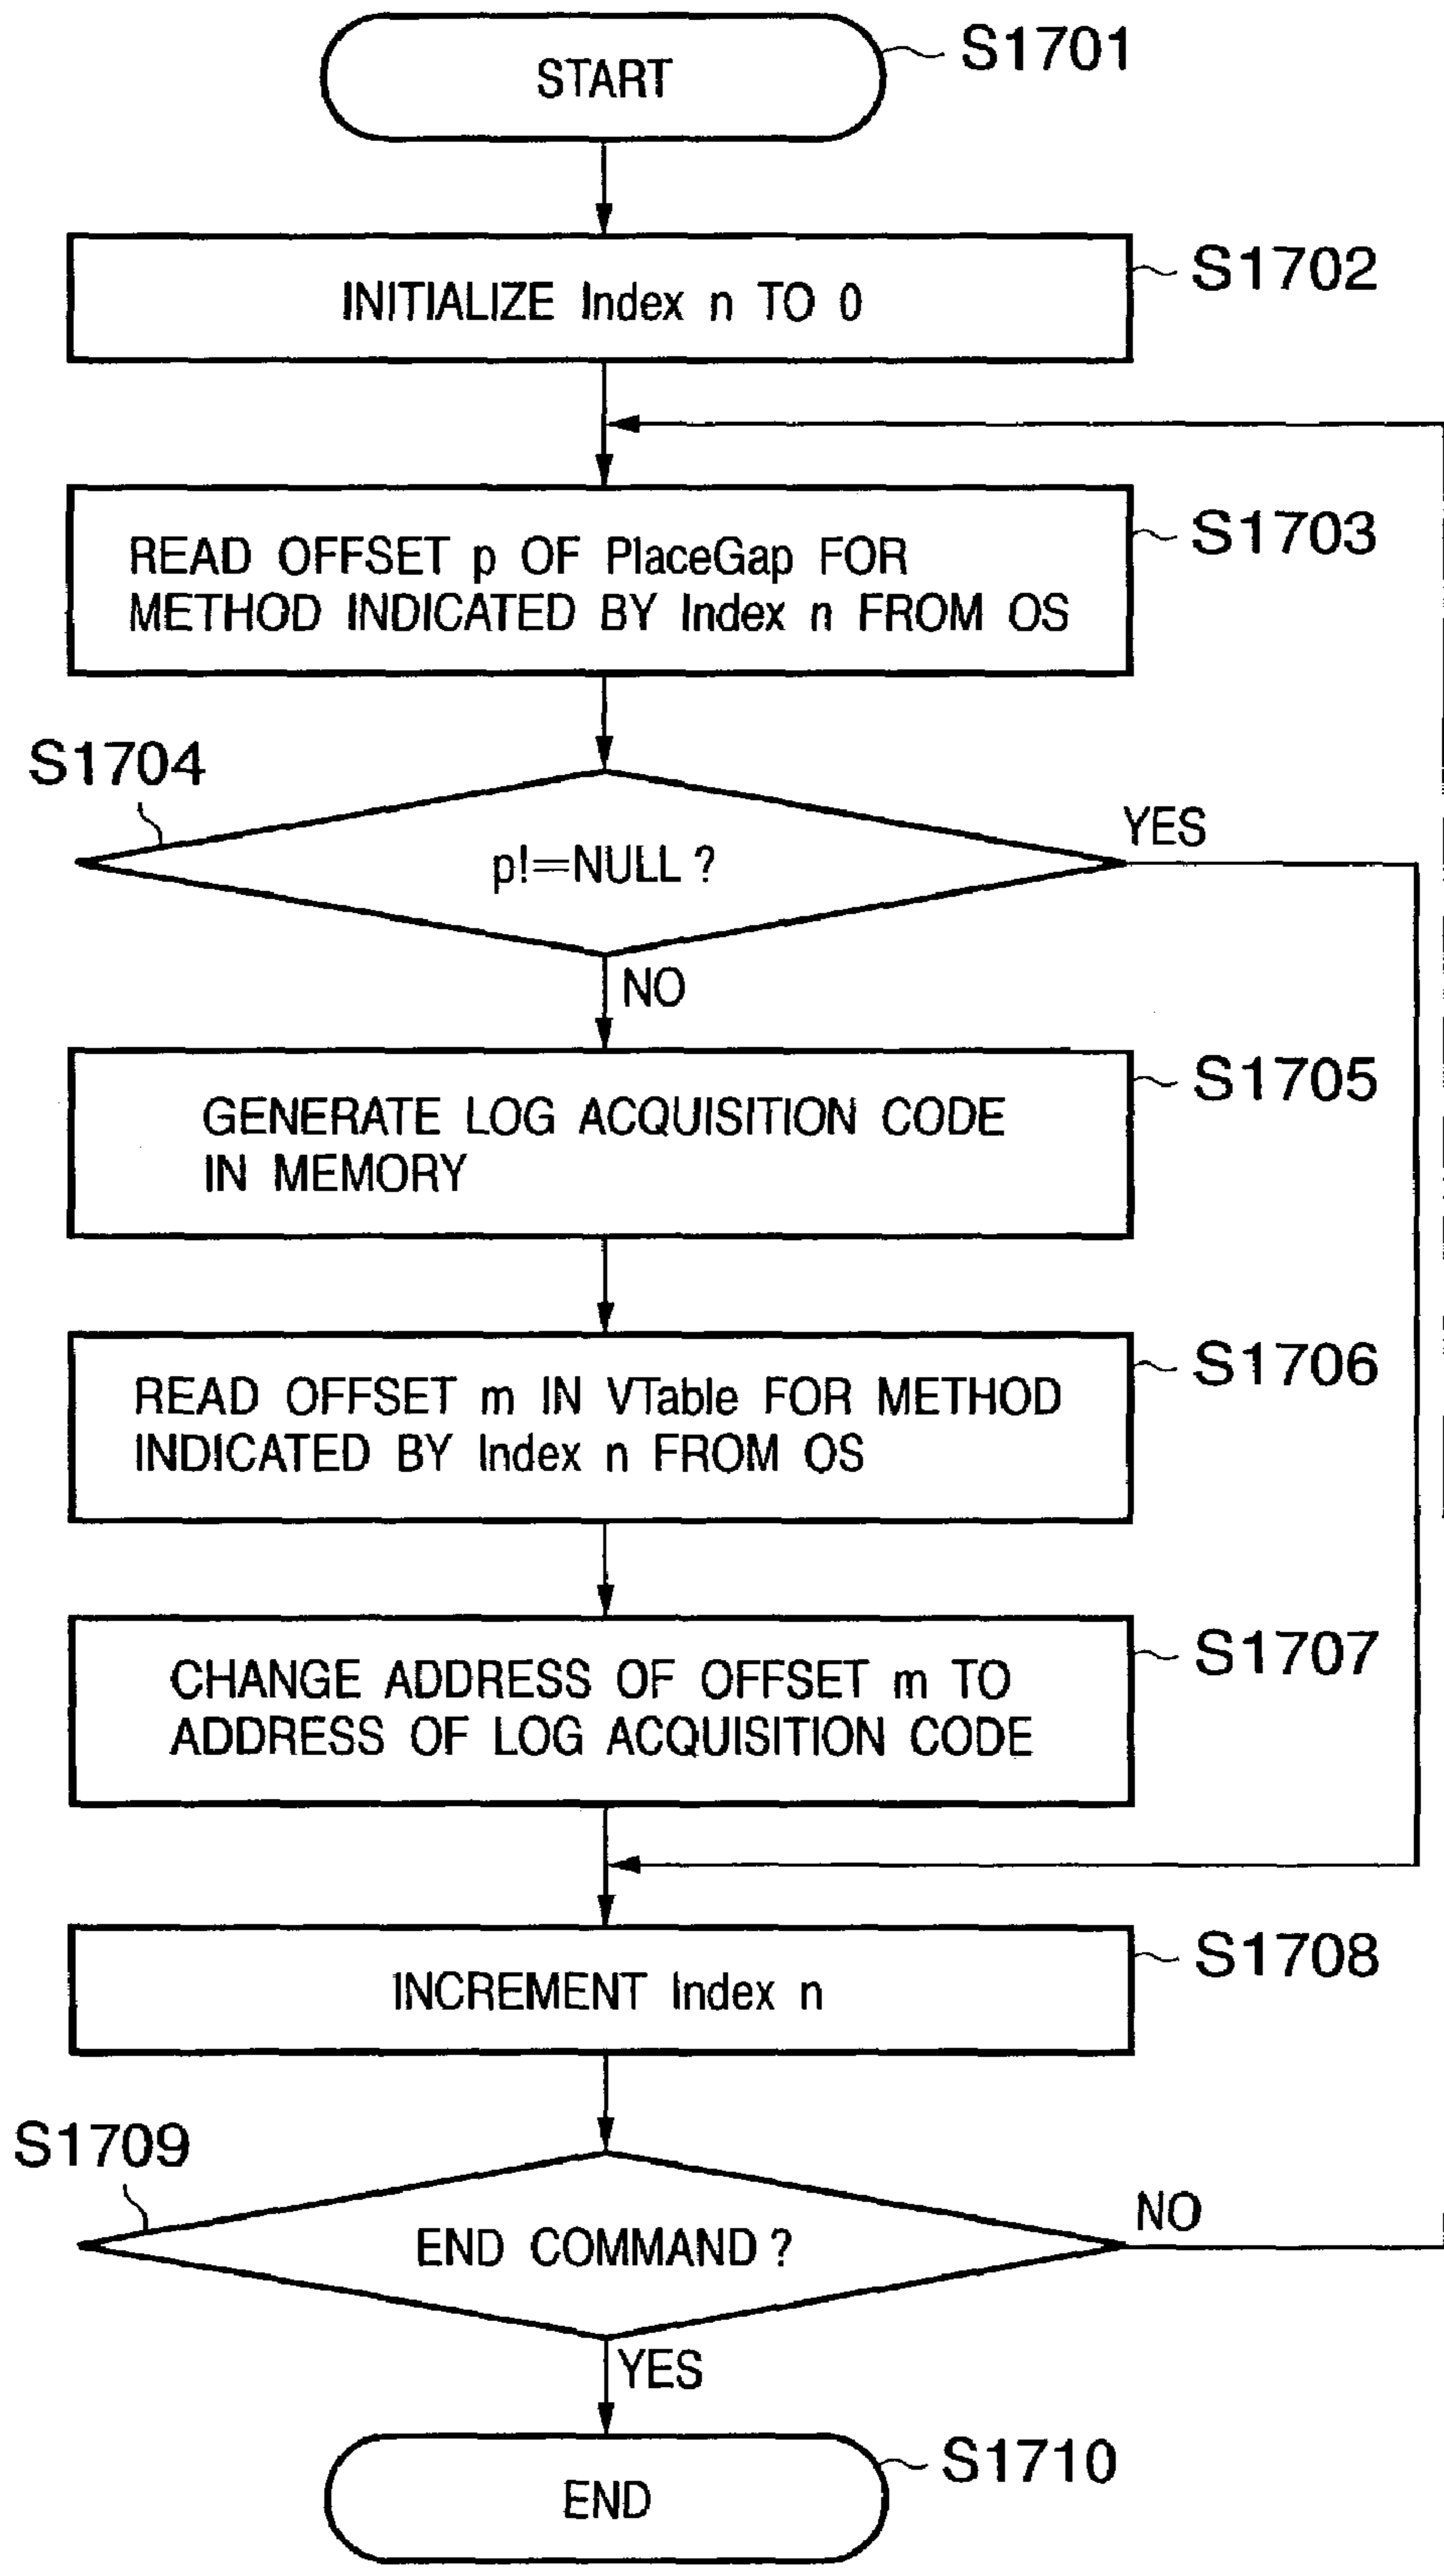 START
S1701
INITIALIZE Index n TO 0
S1702
READ OFFSET p OF PlaceGap FOR
METHOD INDICATED BY Index n FROM OS
S1703
S1704
p!=NULL ?
YES
NO
GENERATE LOG ACQUISITION CODE
IN MEMORY
S1705
READ OFFSET m IN VTable FOR METHOD
INDICATED BY Index n FROM OS
S1706
CHANGE ADDRESS OF OFFSET m TO
ADDRESS OF LOG ACQUISITION CODE
S1707
INCREMENT Index n
S1708
S1709
END COMMAND ?
NO
YES
END
S1710